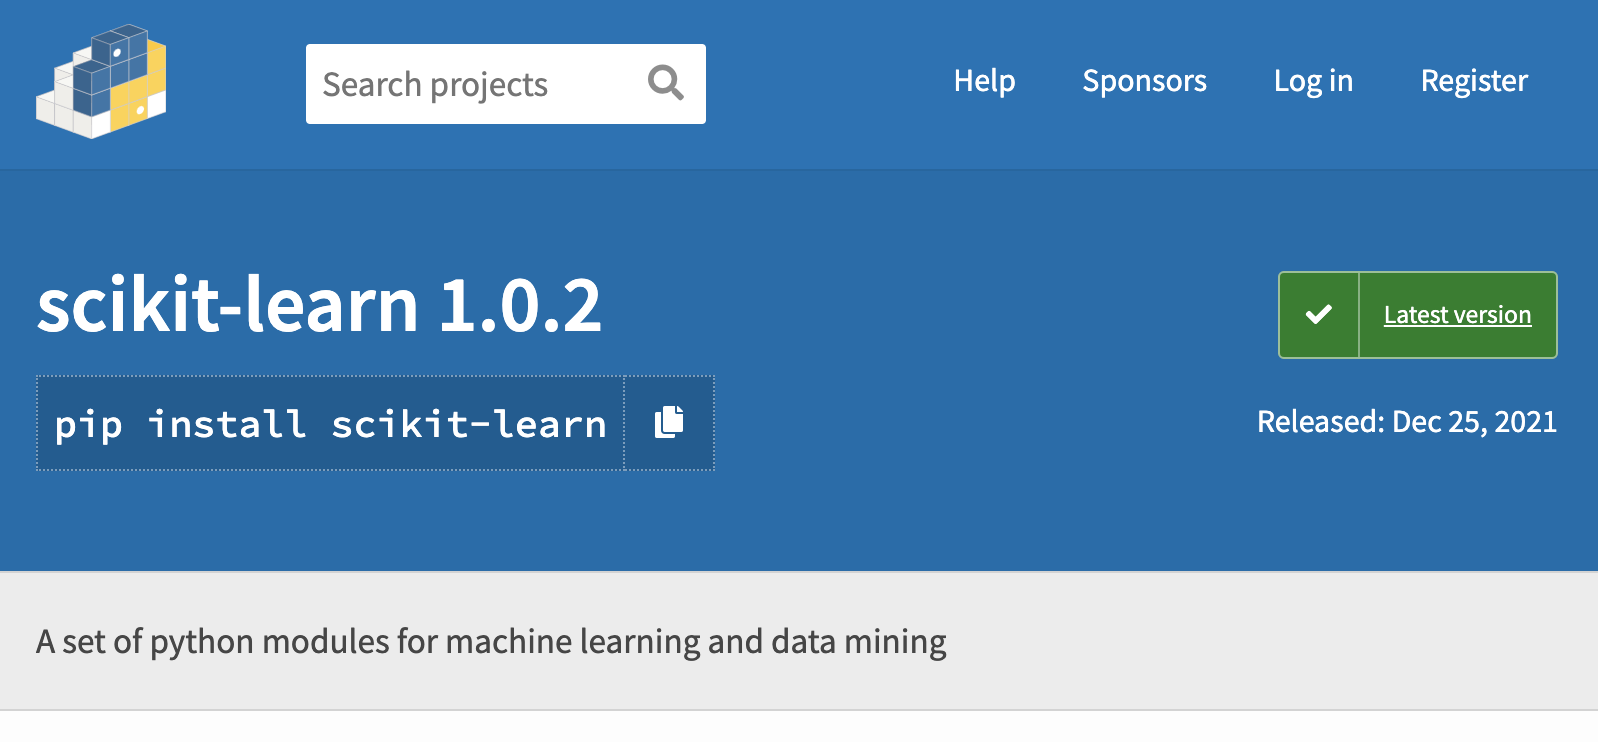 Search projects
Help
Sponsors
Log in
Register
scikit-learn 1.0.2
Latest version
pip install scikit-learn
Released: Dec 25, 2021
A set of python modules for machine learning and data mining